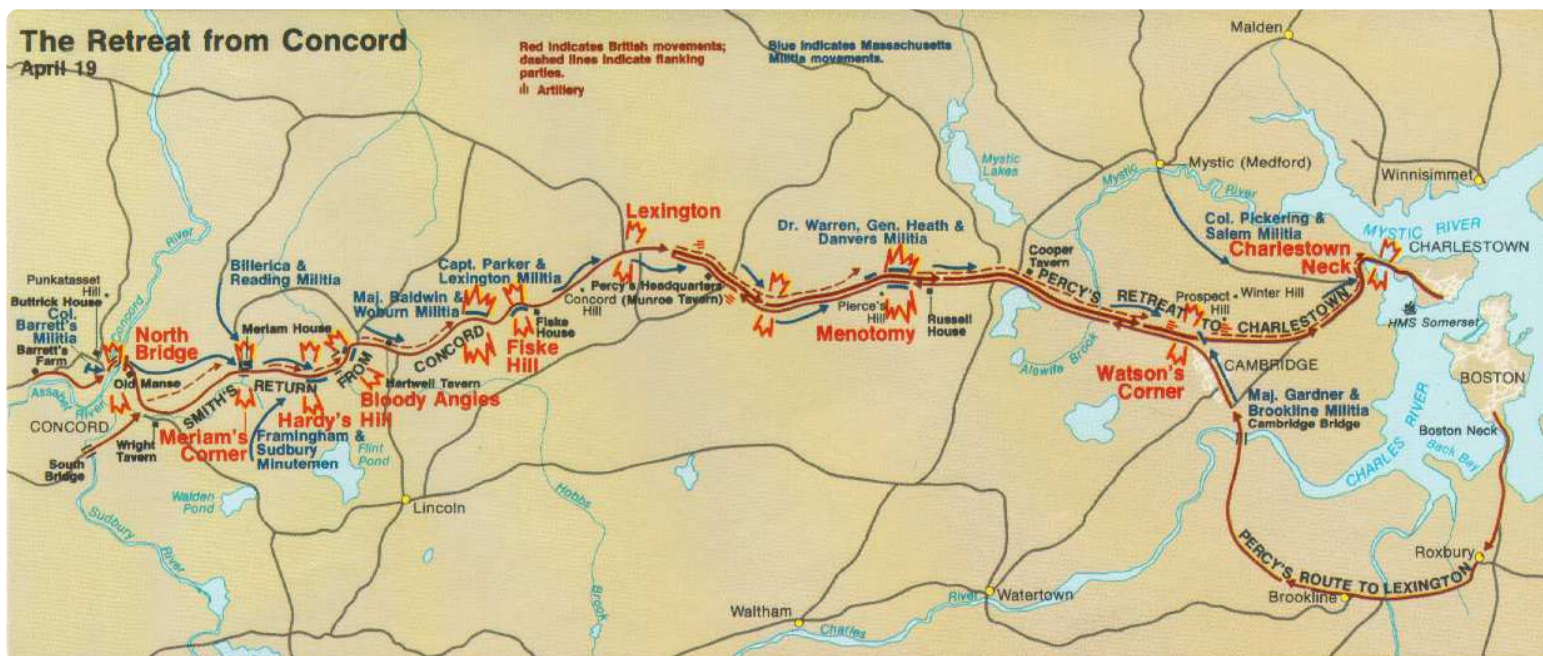 The Retreat from Concord
April 19
Red indicates British movements;
dashed lines indicate flanking
parties.
Artillery
Blue indicates Massachusetts
Militia movements.
Malden
Mystic
Lakes
Mystic
River
Mystic (Medford)
Winnisimmet
Col. Pickering &
Salem Militia
MYSTIC RIVER
Charlestown
Neck
CHARLESTOWN
HMS Somerset
Lexington
Dr. Warren, Gen. Heath &
Danvers Militia
Cooper
Tavern
PERCY'S RETREAT TO CHARLESTOWN
Prospect
Hill
Winter Hill
River
Concord
Punkatasset
Hill
Buttrick House
Col.
Barrett's
Militia
Barrett's
Farm
Billerica &
Reading Militia
Capt. Parker &
Lexington Militia
Maj. Baldwin &
Woburn Militia
Percy's Headquarters
(Munroe Tavern)
Concord
Hill
Pierce's
Hill
Russell
House
Menotomy
North
Bridge
Old Manse
Meriam House
Fiske
House
Fiske
Hill
SMITH'S RETURN FROM CONCORD
Assabet
River
CONCORD
Wright
Tavern
South
Bridge
Meriam's
Corner
Hardy's
Hill
Hartwell Tavern
Bloody Angles
Framingham &
Sudbury
Minutemen
Flint
Pond
Walden
Pond
Sudbury
River
Lincoln
Hobbs
Brook
Alewife Brook
Watson's
Corner
CAMBRIDGE
Maj. Gardner &
Brookline Militia
Cambridge Bridge
CHARLES RIVER
BOSTON
Boston Neck
Back Bay
Roxbury
PERCY'S ROUTE TO LEXINGTON
Brookline
Watertown
Waltham
Charles
River